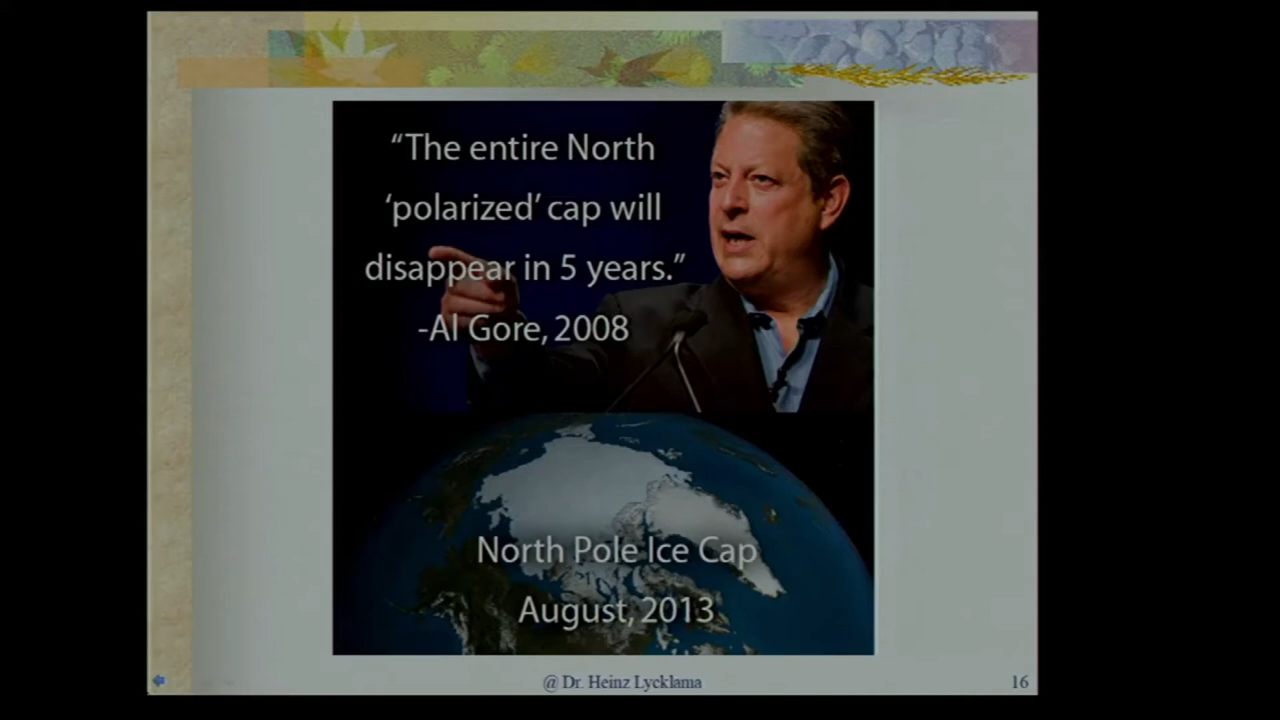 “The entire North
‘polarized’ cap will
disappear in 5 years.”
-Al Gore, 2008
North Pole Ice Cap
August, 2013
@ Dr. Heinz Lycklama
16